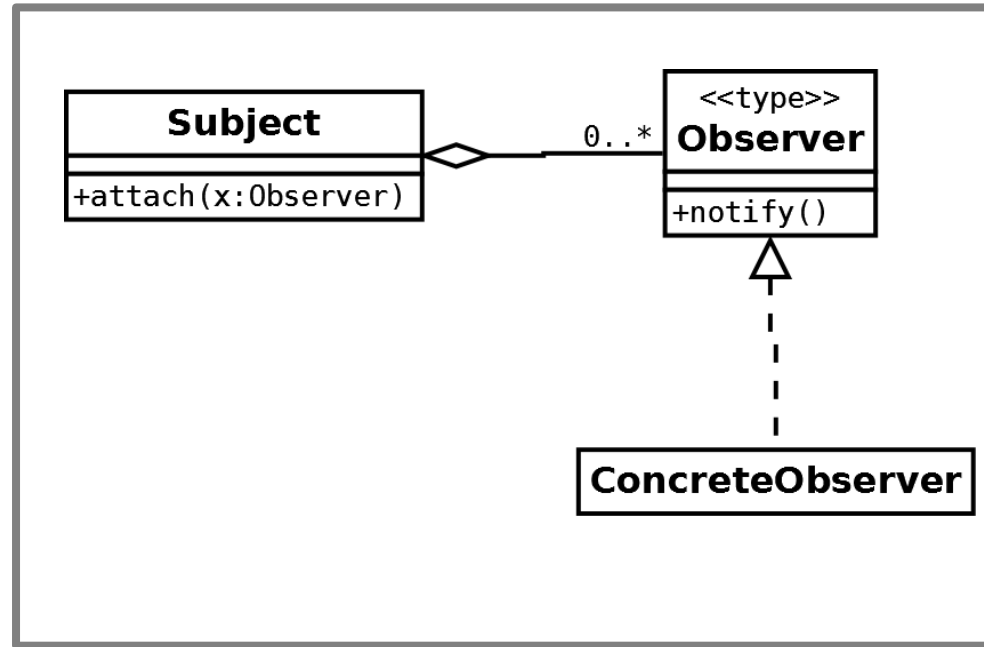 Subject
+attach(x:Observer)
0..*
<<type>>
Observer
+notify()
ConcreteObserver